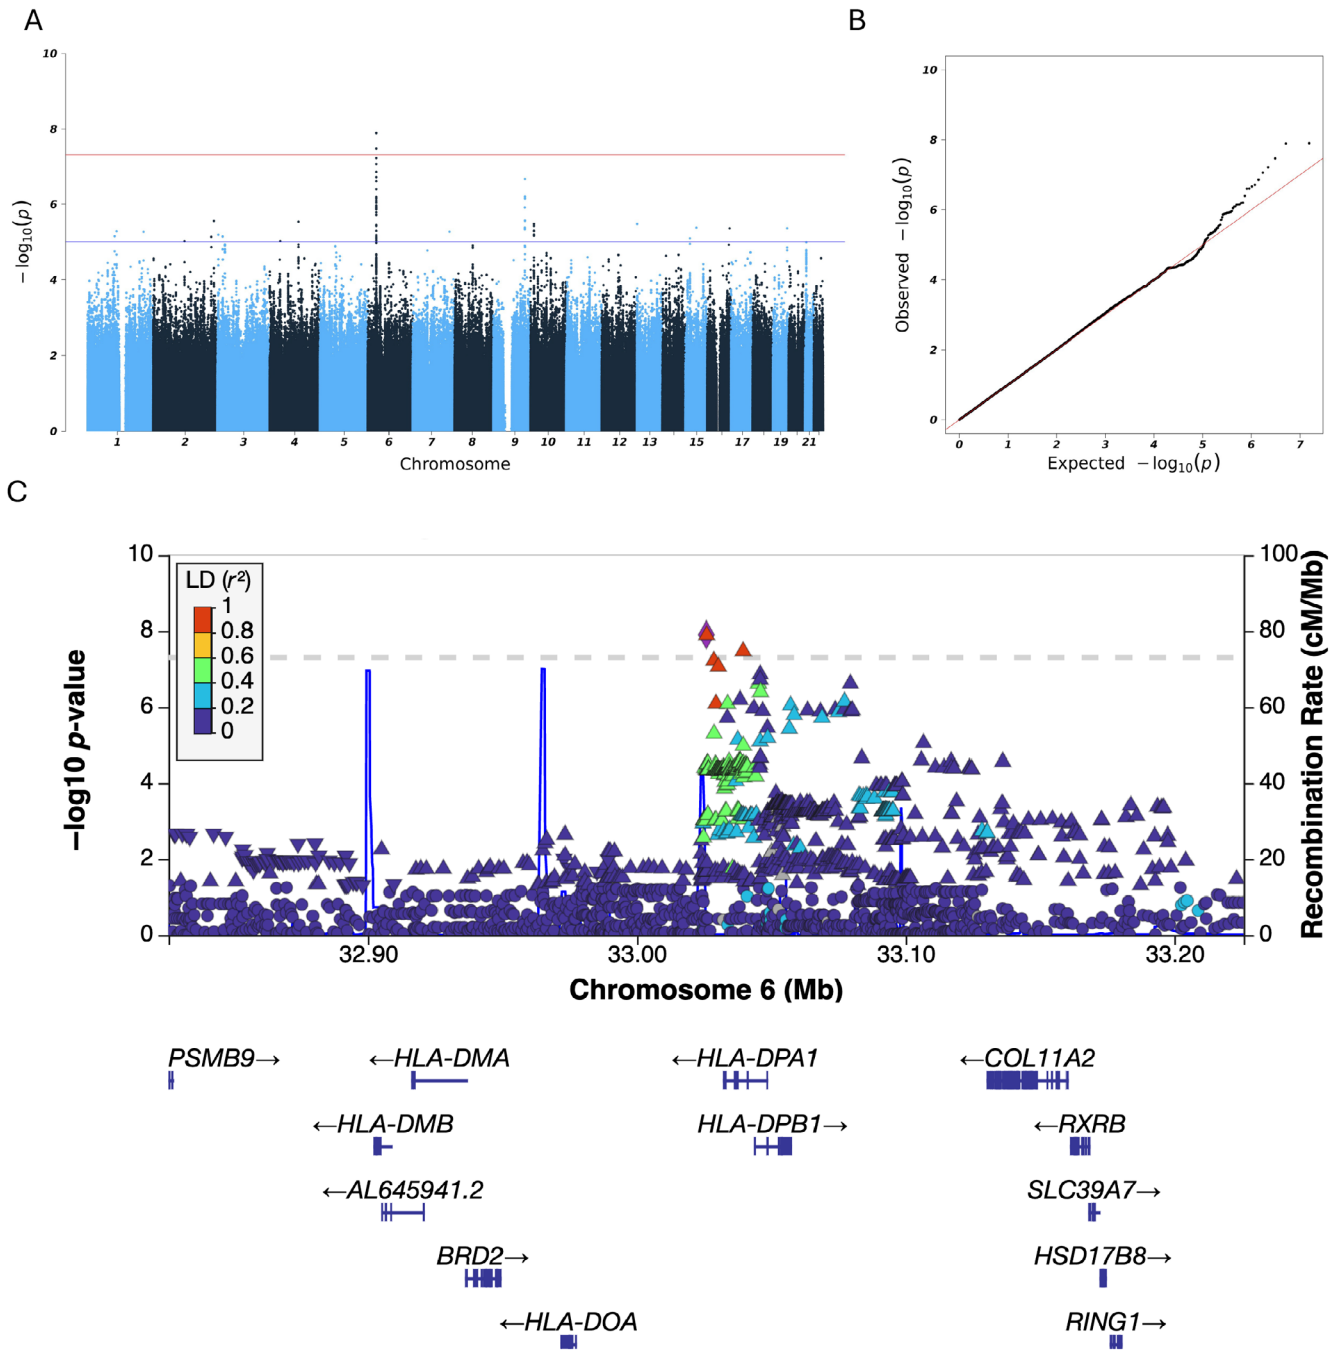 A
B
10
8
6
4
2
0
−log₁₀(p)
1
2
3
4
5
6
7
8
9
10
11
12
13
15
17
19
21
Chromosome
10
8
6
4
2
0
Observed −log₁₀(p)
0
1
2
3
4
5
6
7
Expected −log₁₀(p)
C
10
8
6
4
2
0
−log10 p-value
LD (r²)
1
0.8
0.6
0.4
0.2
0
100
80
60
40
20
0
Recombination Rate (cM/Mb)
32.90
33.00
33.10
33.20
Chromosome 6 (Mb)
PSMB9→
←HLA-DMA
←HLA-DPA1
←COL11A2
←HLA-DMB
HLA-DPB1→
←RXRB
←AL645941.2
SLC39A7→
BRD2→
HSD17B8→
←HLA-DOA
RING1→